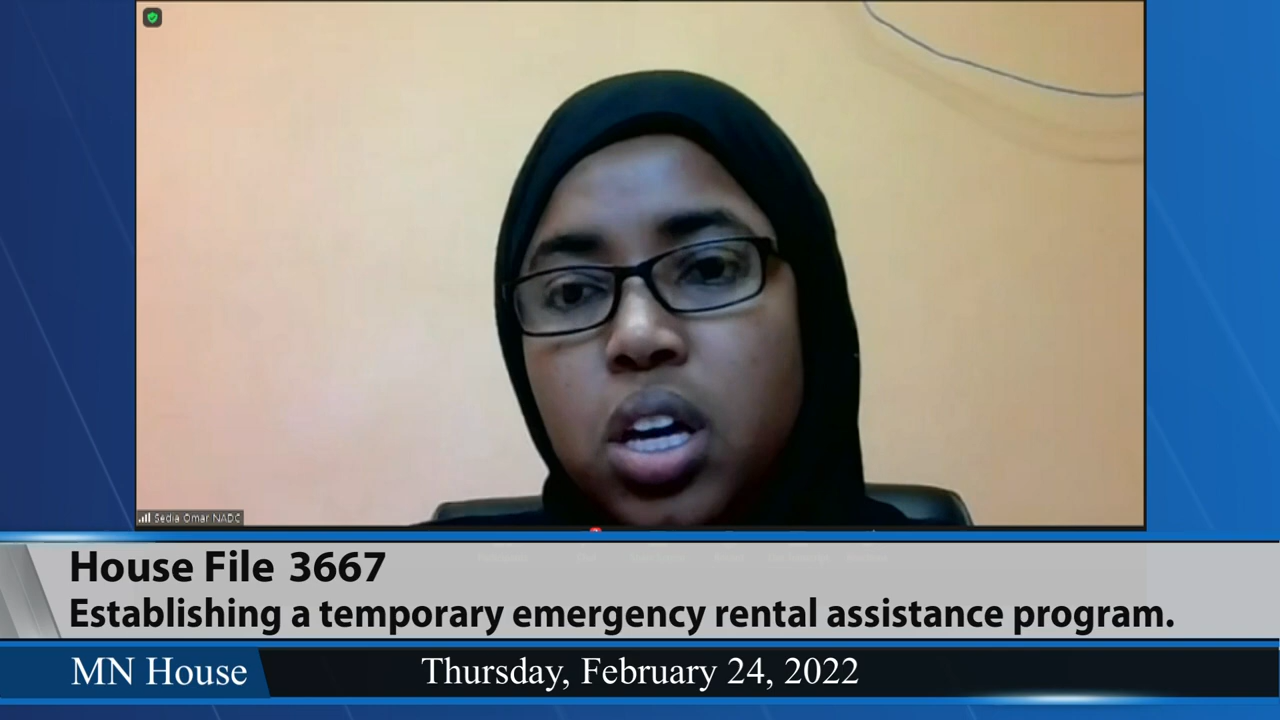 Sedia Omar NADC
House File 3667
Establishing a temporary emergency rental assistance program.
MN House
Thursday, February 24, 2022